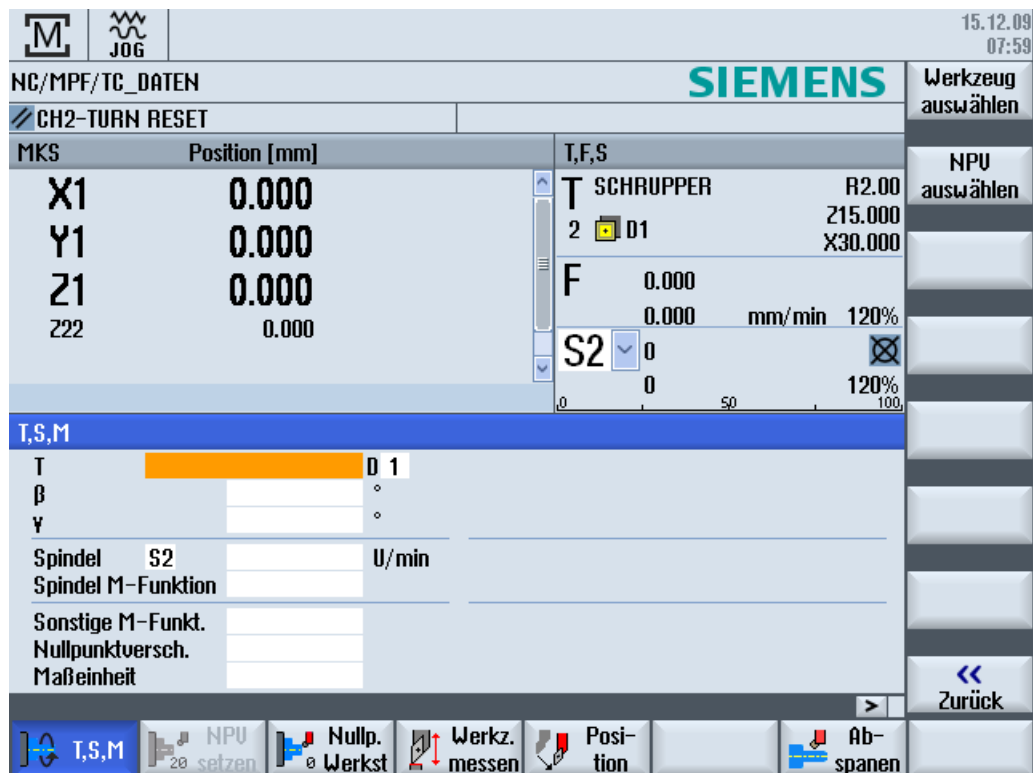 M
JOG
15.12.09
07:59
NC/MPF/TC_DATEN
SIEMENS
CH2-TURN RESET
MKS Position [mm]
X1 0.000
Y1 0.000
Z1 0.000
Z22 0.000
T,F,S
T SCHRUPPER R2.00
Z15.000
2 D1 X30.000
F 0.000
0.000 mm/min 120%
S2 0
0 120%
0 50 100
T,S,M
T D 1
β °
γ °
Spindel S2 U/min
Spindel M-Funktion
Sonstige M-Funkt.
Nullpunktversch.
Maßeinheit
Werkzeug
auswählen
NPV
auswählen
<<
Zurück
>
T,S,M
NPV
20 setzen
Nullp.
0 Werkst
Werkz.
messen
Posi-
tion
Ab-
spanen